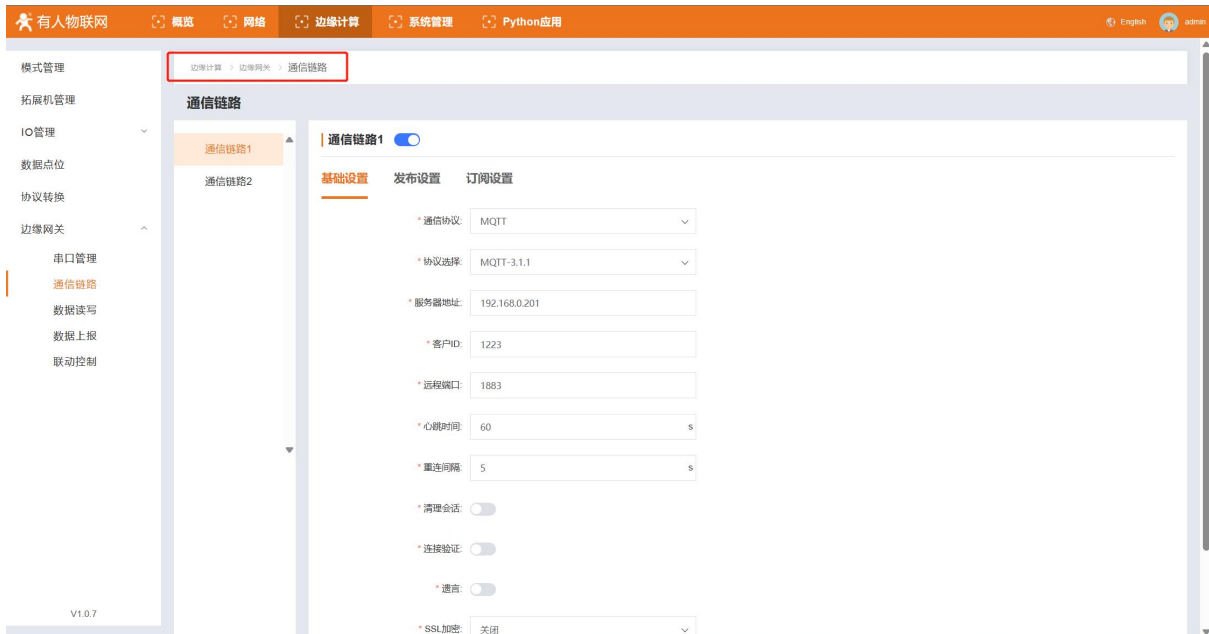 有人物联网 概览 网络 边缘计算 系统管理 Python应用 English admin
模式管理
拓展机管理
IO管理
数据点位
协议转换
边缘网关
串口管理
通信链路
数据读写
数据上报
联动控制
V1.0.7
边缘计算 > 边缘网关 > 通信链路
通信链路
通信链路1
通信链路2
通信链路1
基础设置 发布设置 订阅设置
* 通信协议: MQTT
* 协议选择: MQTT-3.1.1
* 服务器地址: 192.168.0.201
* 客户ID: 1223
* 远程端口: 1883
* 心跳时间: 60 s
* 重连间隔: 5 s
* 清理会话:
* 连接验证:
* 遗言:
* SSL加密: 关闭